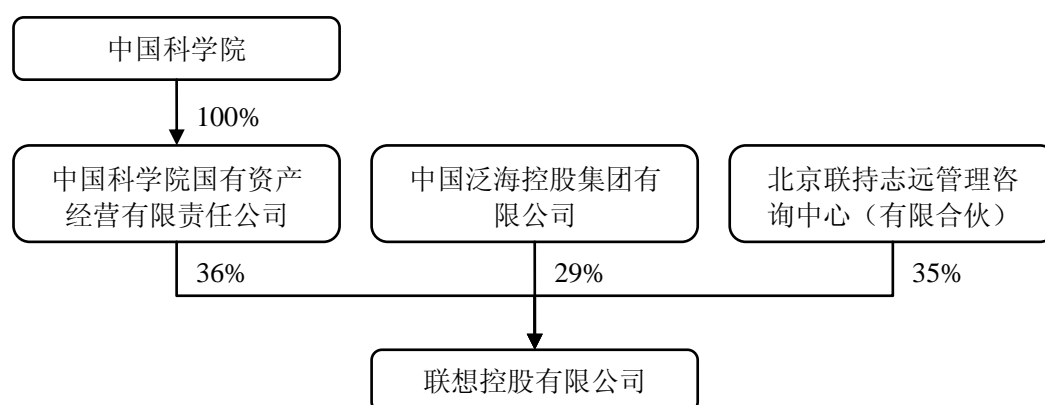 中国科学院
100%
中国科学院国有资产
经营有限责任公司
中国泛海控股集团有
限公司
北京联持志远管理咨
询中心（有限合伙）
36%
29%
35%
联想控股有限公司